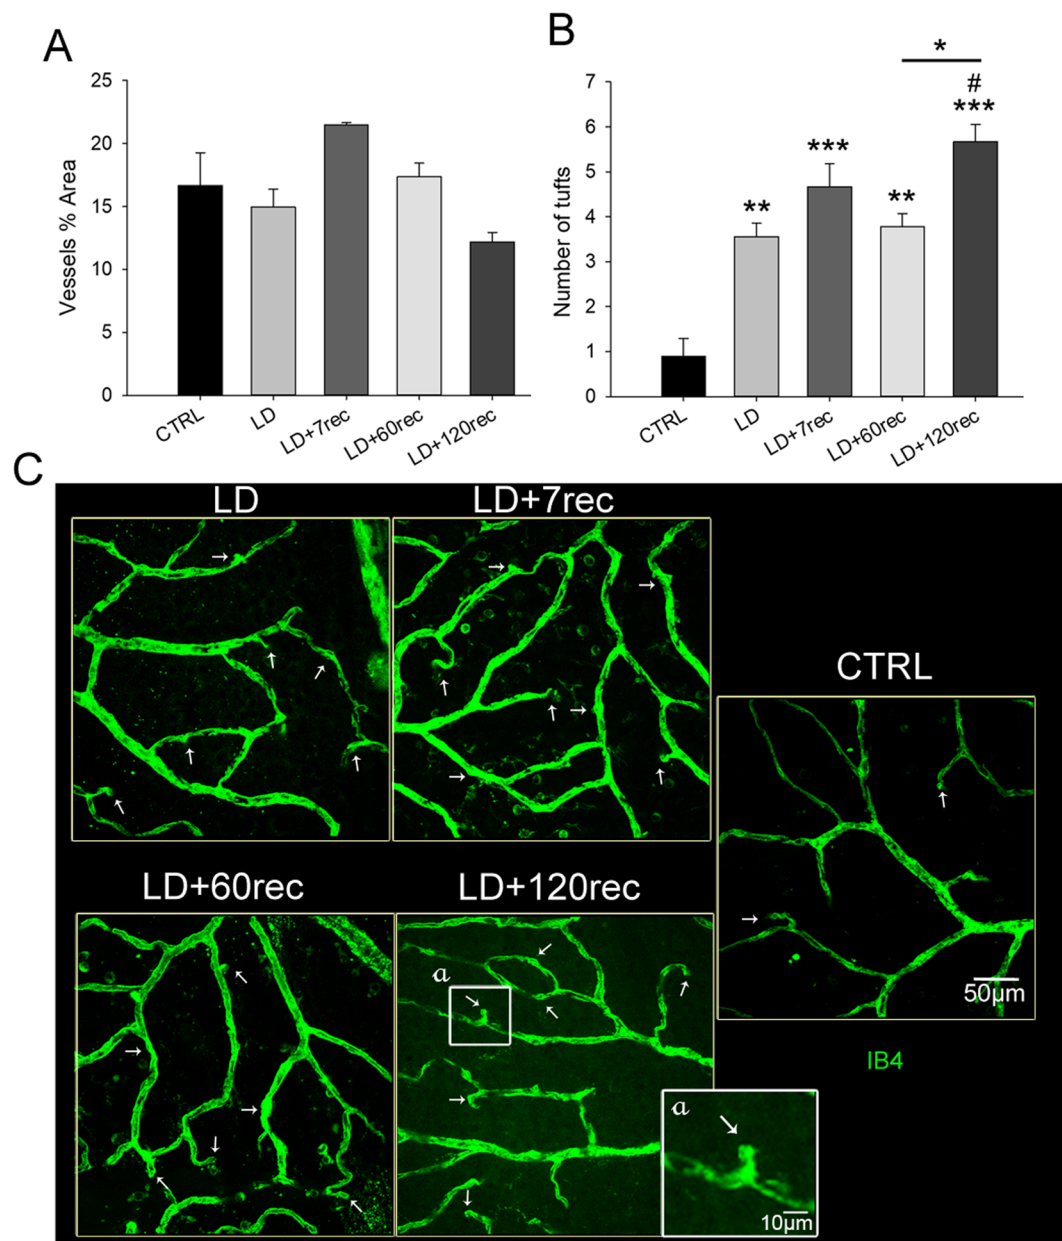 A
25
20
15
10
5
0
Vessels % Area
CTRL
LD
LD+7rec
LD+60rec
LD+120rec
B
*
#
***
***
**
**
7
6
5
4
3
2
1
0
Number of tufts
CTRL
LD
LD+7rec
LD+60rec
LD+120rec
C
LD
LD+7rec
CTRL
50µm
IB4
LD+60rec
LD+120rec
a
a
10µm